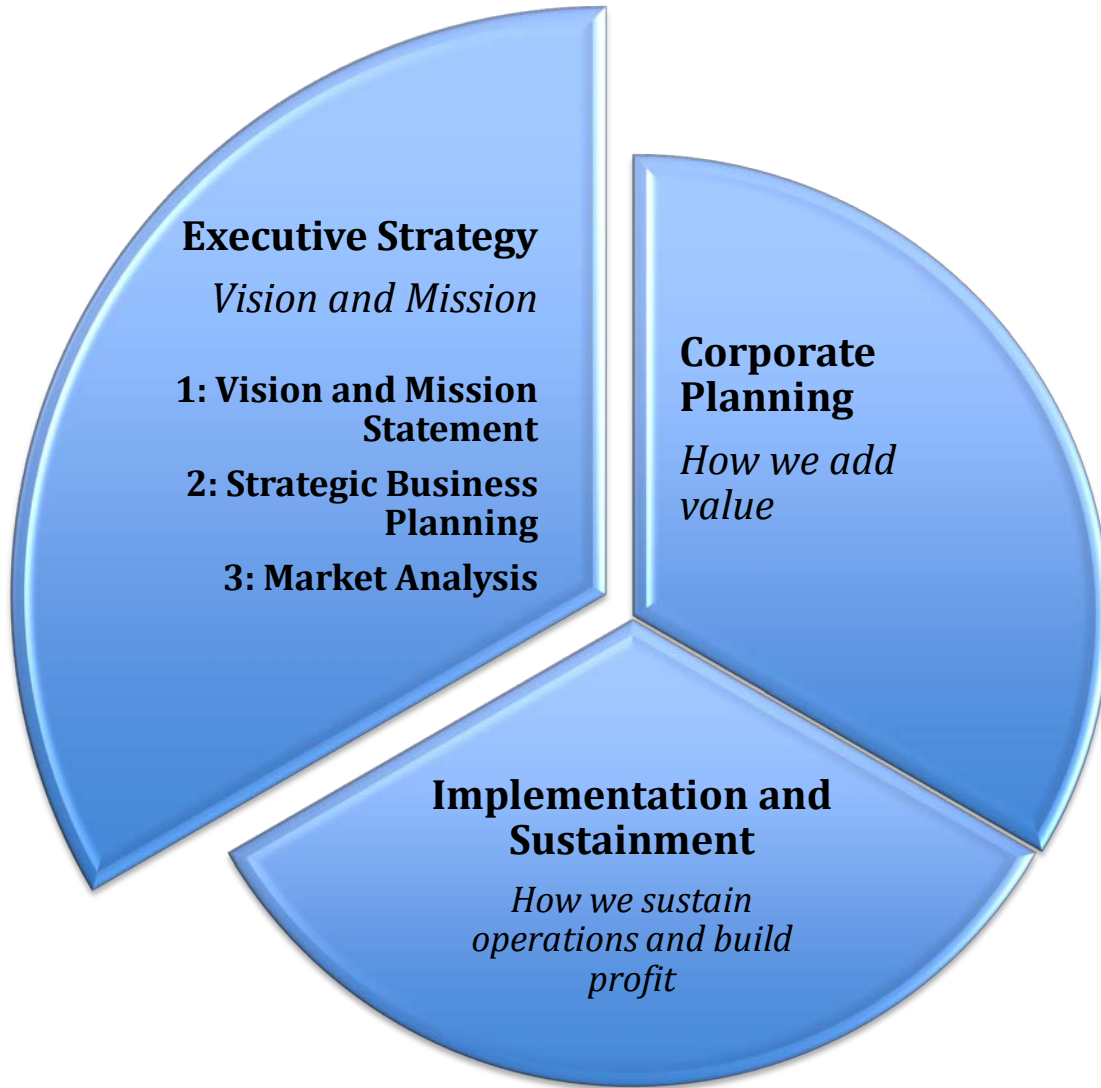 Executive Strategy
Vision and Mission
1: Vision and Mission
Statement
2: Strategic Business
Planning
3: Market Analysis
Corporate
Planning
How we add
value
Implementation and
Sustainment
How we sustain
operations and build
profit